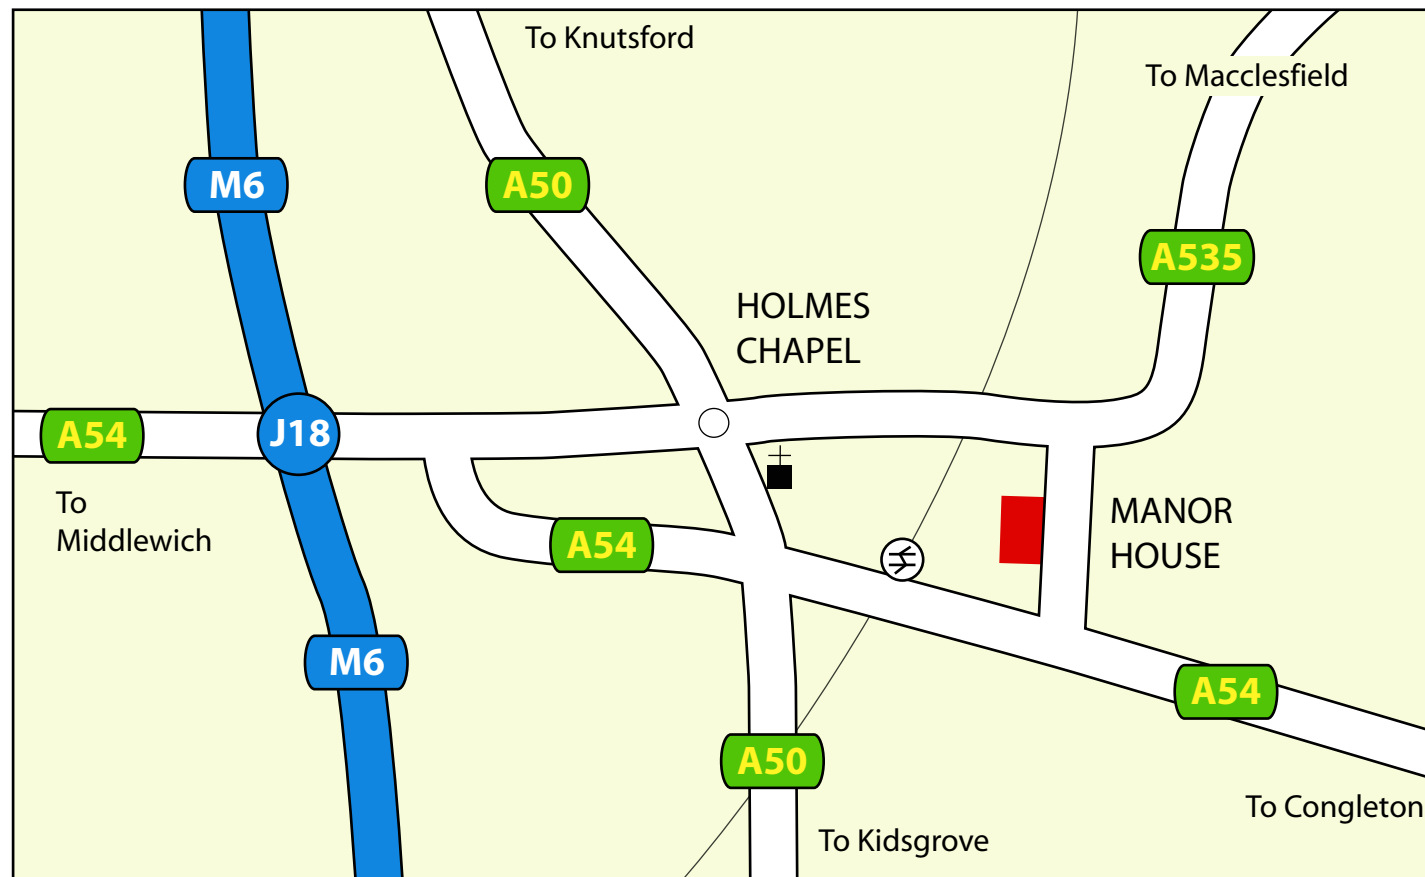 To Knutsford
To Macclesfield
M6
A50
A535
HOLMES
CHAPEL
A54
J18
To
Middlewich
MANOR
HOUSE
A54
M6
A54
A50
To Congleton
To Kidsgrove